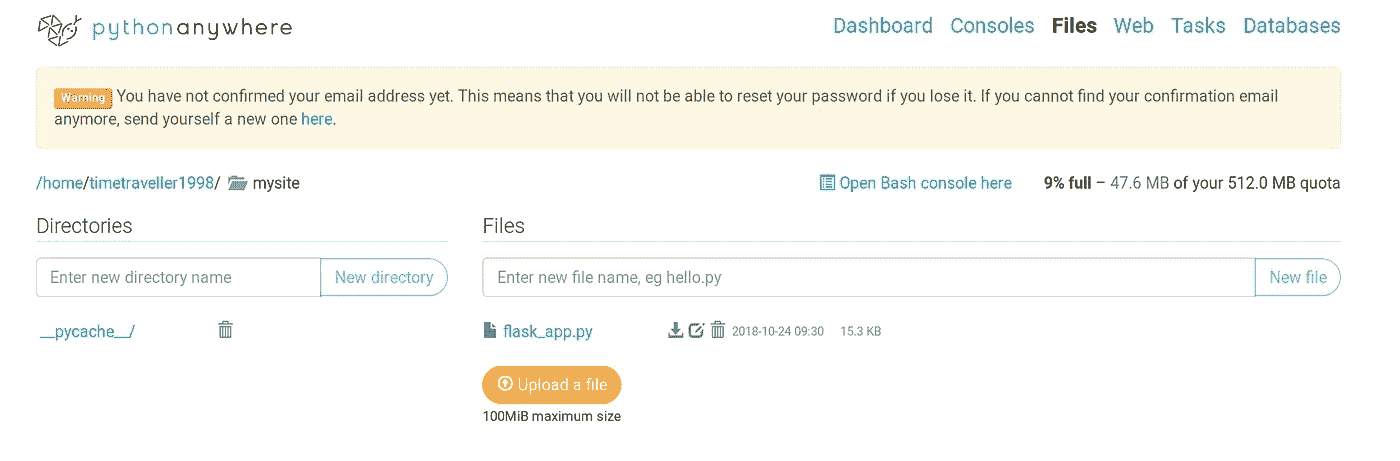 pythonanywhere
Dashboard Consoles Files Web Tasks Databases
Warning You have not confirmed your email address yet. This means that you will not be able to reset your password if you lose it. If you cannot find your confirmation email
anymore, send yourself a new one here.
/home/timetraveller1998/ mysite
Open Bash console here 9% full – 47.6 MB of your 512.0 MB quota
Directories
Enter new directory name New directory
__pycache__/
Files
Enter new file name, eg hello.py New file
flask_app.py 2018-10-24 09:30 15.3 KB
Upload a file
100MiB maximum size